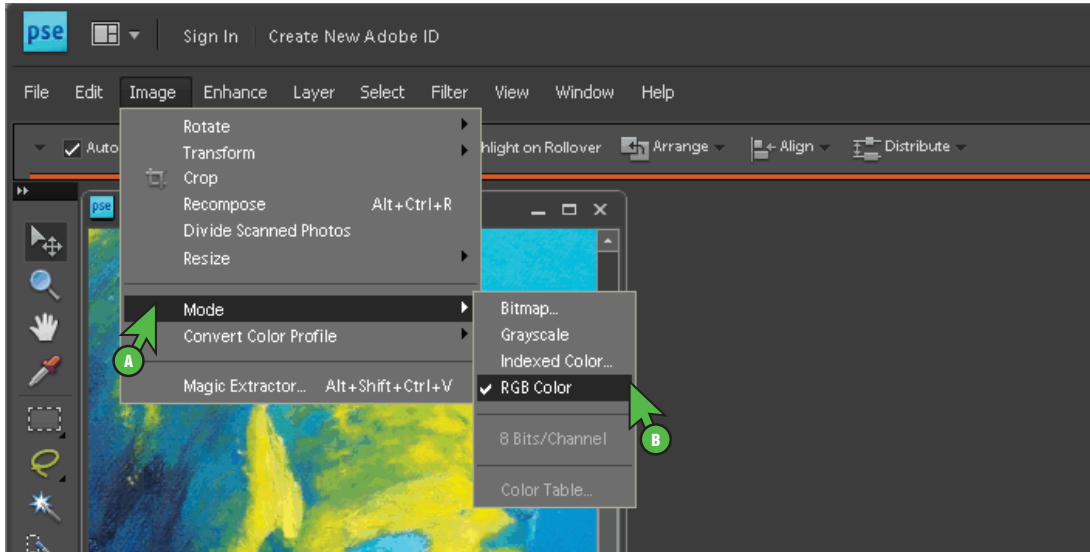 pse Sign In Create New Adobe ID
File Edit Image Enhance Layer Select Filter View Window Help
Auto hlight on Rollover Arrange Align Distribute
pse
Rotate
Transform
Crop
Recompose Alt+Ctrl+R
Divide Scanned Photos
Resize
Mode
Convert Color Profile
Magic Extractor... Alt+Shift+Ctrl+V
A
Bitmap...
Grayscale
Indexed Color...
RGB Color
8 Bits/Channel
Color Table...
B